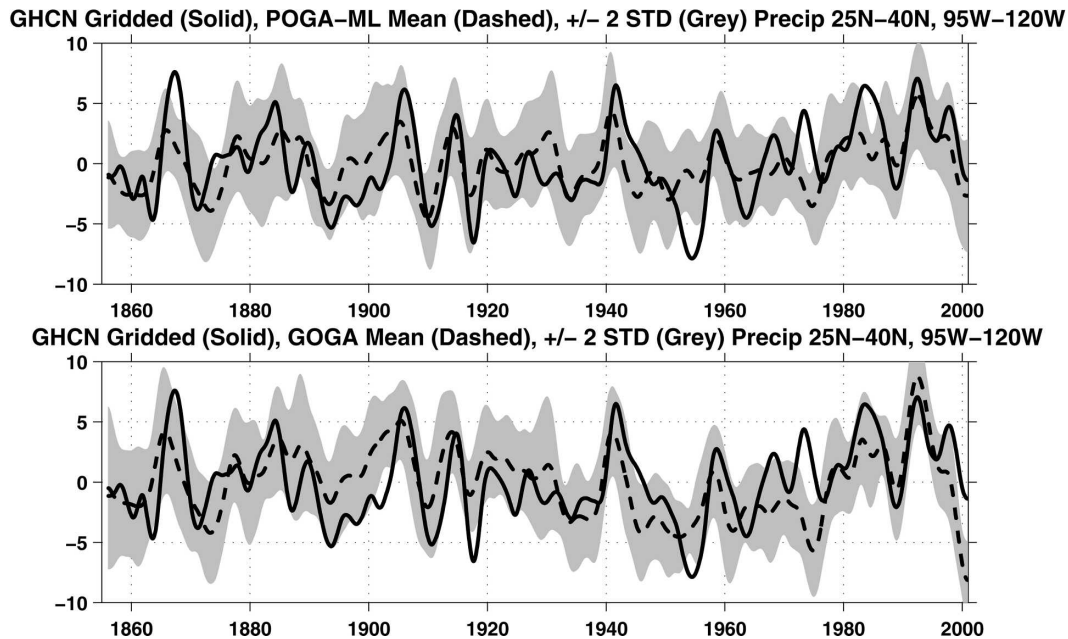 GHCN Gridded (Solid), POGA−ML Mean (Dashed), +/− 2 STD (Grey) Precip 25N−40N, 95W−120W
10
5
0
−5
−10
1860 1880 1900 1920 1940 1960 1980 2000
GHCN Gridded (Solid), GOGA Mean (Dashed), +/− 2 STD (Grey) Precip 25N−40N, 95W−120W
10
5
0
−5
−10
1860 1880 1900 1920 1940 1960 1980 2000